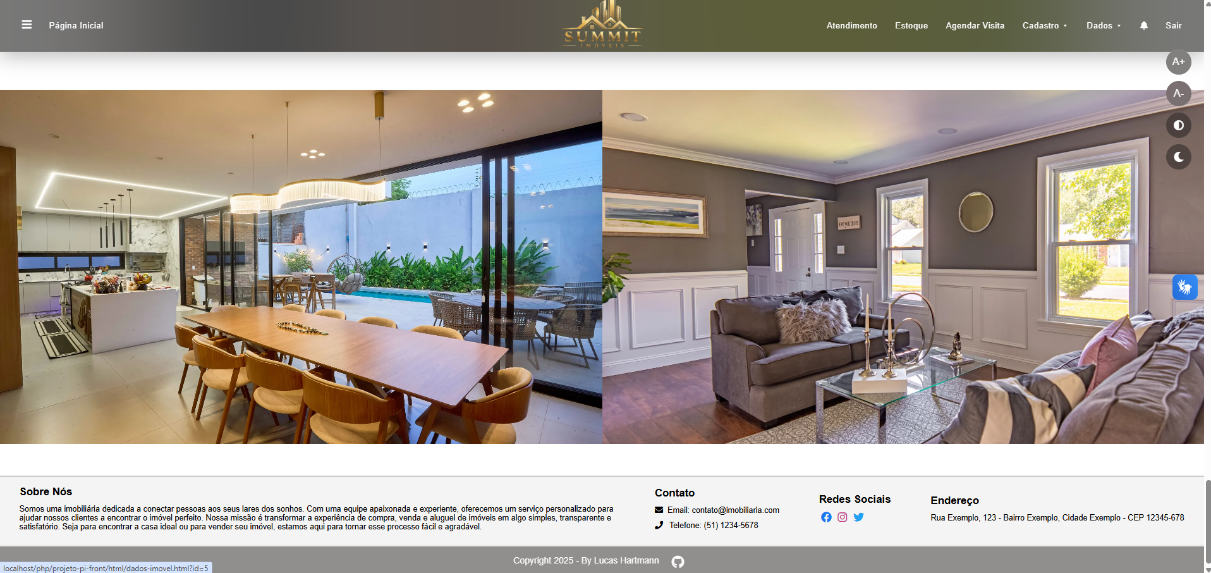 Página Inicial
SUMMIT
IMÓVEIS
Atendimento Estoque Agendar Visita Cadastro Dados Sair
A+
A-
Sobre Nós
Somos uma imobiliária dedicada a conectar pessoas aos seus lares dos sonhos. Com uma equipe apaixonada e experiente, oferecemos um serviço personalizado para
ajudar nossos clientes a encontrar o imóvel perfeito. Nossa missão é transformar a experiência de compra, venda e aluguel de imóveis em algo simples, transparente e
satisfatório. Seja para encontrar a casa ideal ou para vender seu imóvel, estamos aqui para tornar esse processo fácil e agradável.
Contato
Email: contato@imobiliaria.com
Telefone: (51) 1234-5678
Redes Sociais
Endereço
Rua Exemplo, 123 - Bairro Exemplo, Cidade Exemplo - CEP 12345-678
Copyright 2025 - By Lucas Hartmann
localhost/php/projeto-pi-front/html/dados-imovel.html?id=5